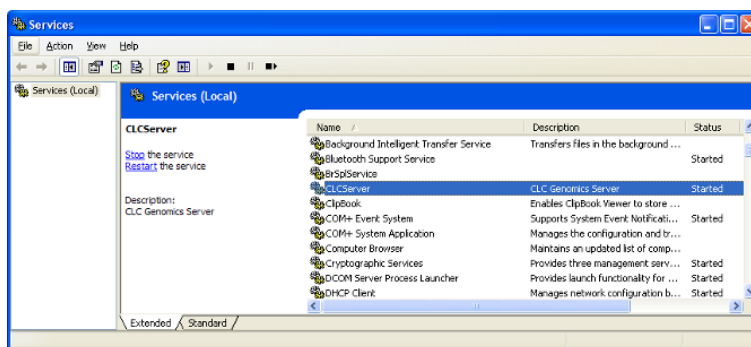 Services
File Action View Help
Services (Local)
Services (Local)
CLCServer
Stop the service
Restart the service
Description:
CLC Genomics Server
Name Description Status
Background Intelligent Transfer Service Transfers files in the background ...
Bluetooth Support Service Started
BrSplService
CLCServer CLC Genomics Server Started
ClipBook Enables ClipBook Viewer to store ...
COM+ Event System Supports System Event Notificati... Started
COM+ System Application Manages the configuration and tr...
Computer Browser Maintains an updated list of comp...
Cryptographic Services Provides three management serv... Started
DCOM Server Process Launcher Provides launch functionality for ... Started
DHCP Client Manages network configuration b... Started
Extended Standard